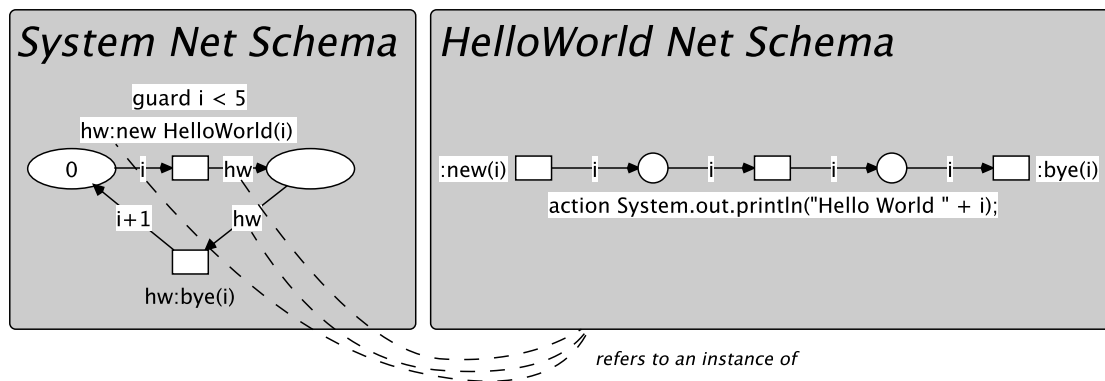 System Net Schema
guard i < 5
hw:new HelloWorld(i)
0
i
hw
i+1
hw
hw:bye(i)
HelloWorld Net Schema
:new(i)
i
i
i
i
:bye(i)
action System.out.println("Hello World " + i);
refers to an instance of